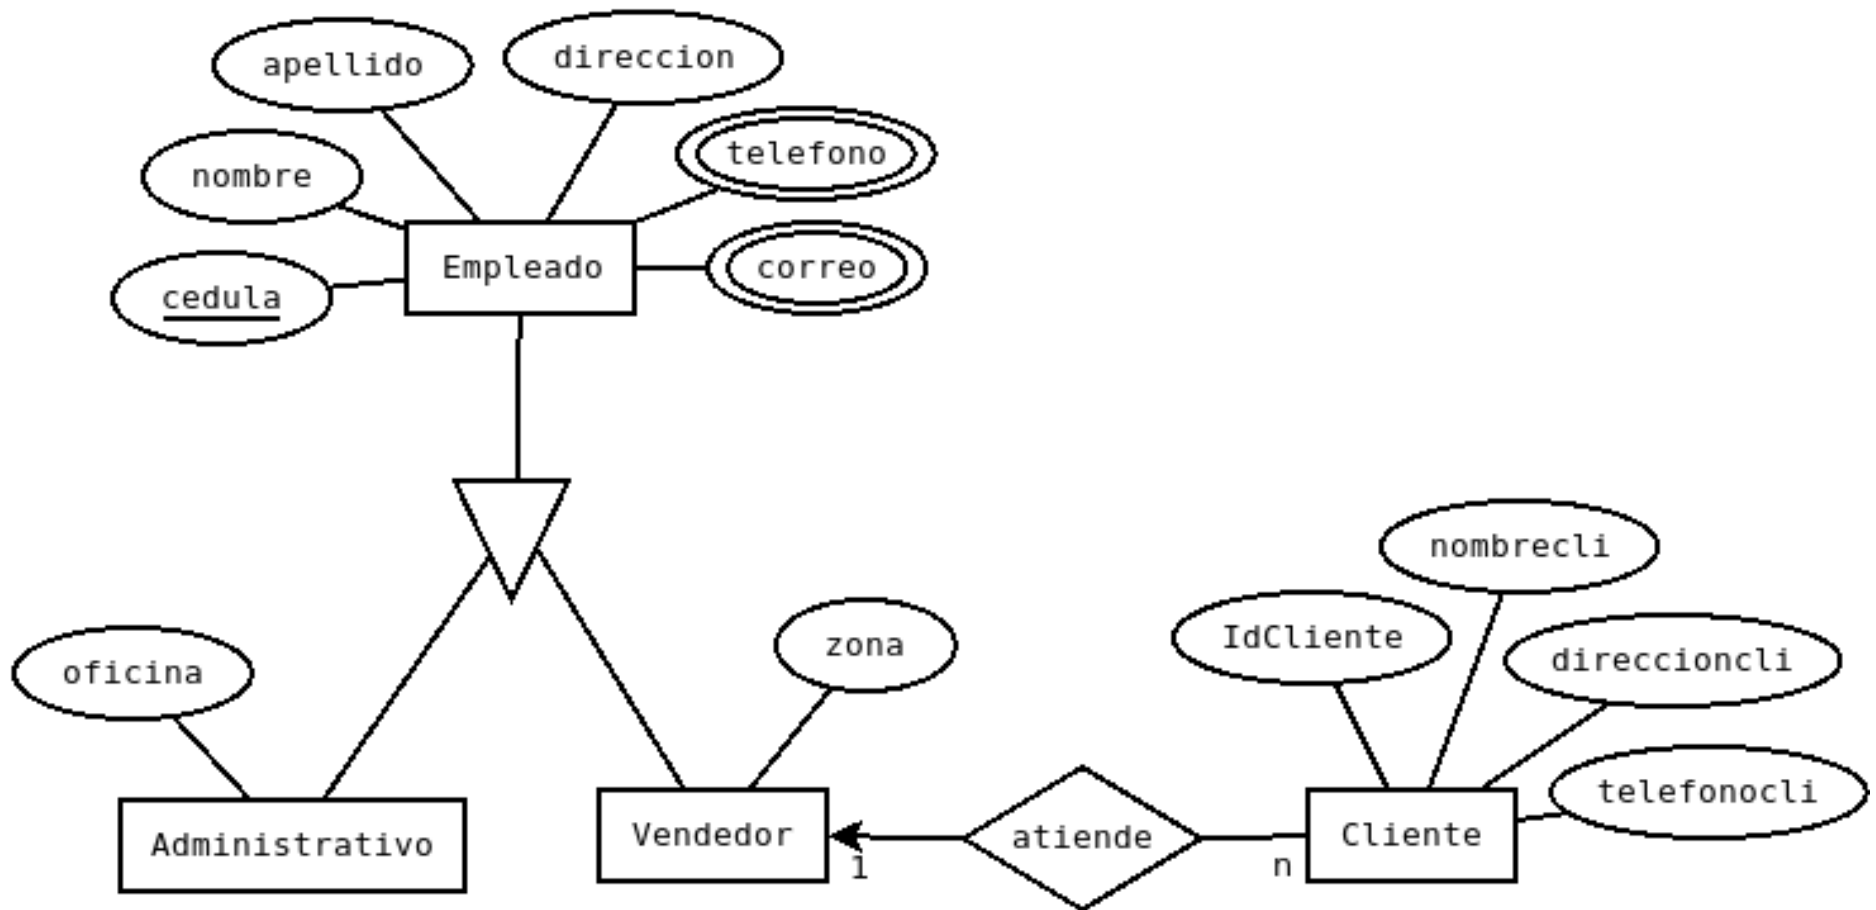 apellido
direccion
telefono
nombre
Empleado
correo
cedula
nombrecli
IdCliente
zona
direccioncli
oficina
telefonocli
Administrativo
Vendedor
1
atiende
n
Cliente